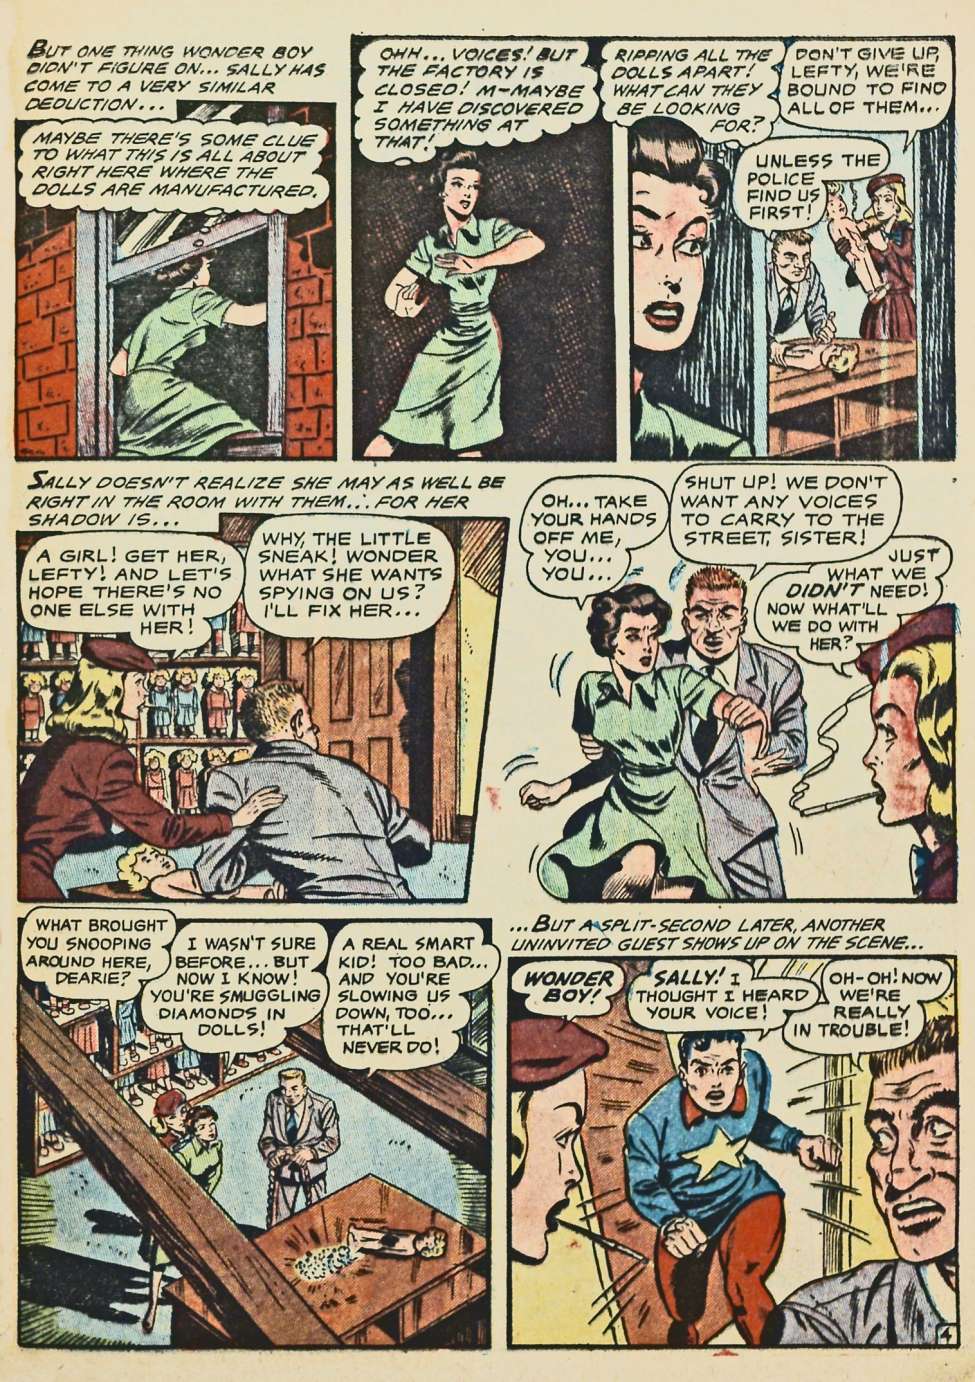 BUT ONE THING WONDER BOY
DIDN'T FIGURE ON... SALLY HAS
COME TO A VERY SIMILAR
DEDUCTION...
MAYBE THERE'S SOME CLUE
TO WHAT THIS IS ALL ABOUT
RIGHT HERE WHERE THE
DOLLS ARE MANUFACTURED.
OHH... VOICES! BUT
THE FACTORY IS
CLOSED! M-MAYBE
I HAVE DISCOVERED
SOMETHING AT
THAT!
RIPPING ALL THE
DOLLS APART!
WHAT CAN THEY
BE LOOKING
FOR?
DON'T GIVE UP,
LEFTY, WE'RE
BOUND TO FIND
ALL OF THEM...
UNLESS THE
POLICE
FIND US
FIRST!
SALLY DOESN'T REALIZE SHE MAY AS WELL BE
RIGHT IN THE ROOM WITH THEM... FOR HER
SHADOW IS...
A GIRL! GET HER,
LEFTY! AND LET'S
HOPE THERE'S NO
ONE ELSE WITH
HER!
WHY, THE LITTLE
SNEAK! WONDER
WHAT SHE WANTS
SPYING ON US?
I'LL FIX HER...
OH... TAKE
YOUR HANDS
OFF ME,
YOU...
YOU...
SHUT UP! WE DON'T
WANT ANY VOICES
TO CARRY TO THE
STREET, SISTER!
JUST
WHAT WE
DIDN'T NEED!
NOW WHAT'LL
WE DO WITH
HER?
WHAT BROUGHT
YOU SNOOPING
AROUND HERE,
DEARIE?
I WASN'T SURE
BEFORE... BUT
NOW I KNOW!
YOU'RE SMUGGLING
DIAMONDS IN
DOLLS!
A REAL SMART
KID! TOO BAD...
AND YOU'RE
SLOWING US
DOWN, TOO...
THAT'LL
NEVER DO!
...BUT A SPLIT-SECOND LATER, ANOTHER
UNINVITED GUEST SHOWS UP ON THE SCENE...
WONDER
BOY!
SALLY! I
THOUGHT I HEARD
YOUR VOICE!
OH-OH! NOW
WE'RE
REALLY
IN TROUBLE!
4